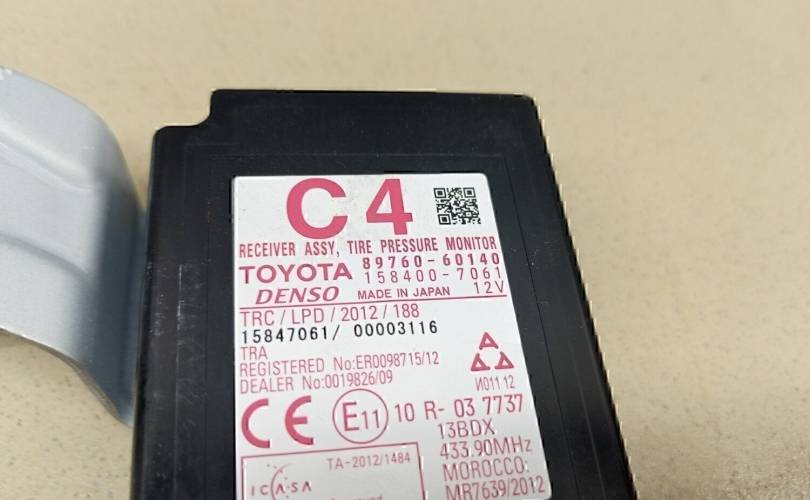 C4
RECEIVER ASSY, TIRE PRESSURE MONITOR
TOYOTA 89760-60140
158400-7061
DENSO MADE IN JAPAN 12V
TRC/LPD/2012/188
15847061/ 00003116
TRA
REGISTERED No:ER0098715/12
DEALER No:0019826/09
И011 12
CE E11 10 R- 03 7737
13BDX
433.90MHz
MOROCCO:
MR7639/2012
TA-2012/1484
ICASA